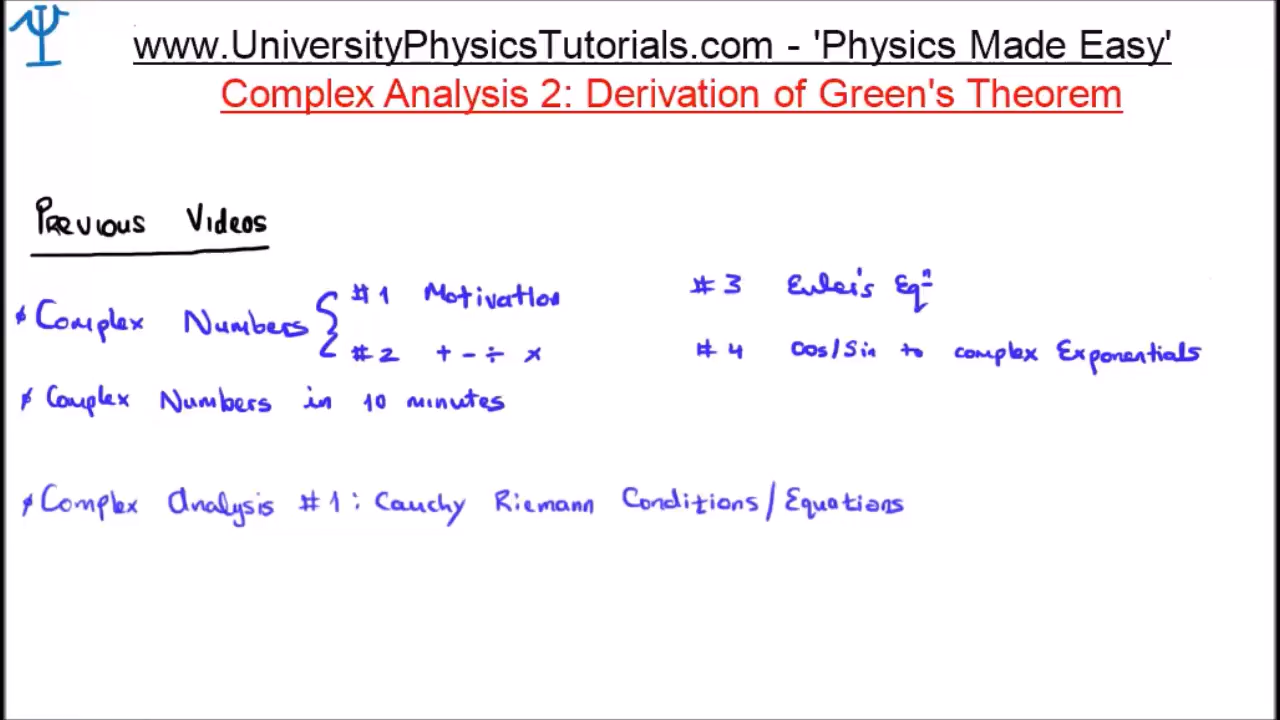 www.UniversityPhysicsTutorials.com - 'Physics Made Easy'
Complex Analysis 2: Derivation of Green's Theorem
Previous Videos
Complex Numbers { #1 Motivation
#2 + - ÷ ×
#3 Euler's Eqⁿ
#4 Cos/Sin to complex Exponentials
Complex Numbers in 10 minutes
Complex Analysis #1: Cauchy Riemann Conditions/Equations